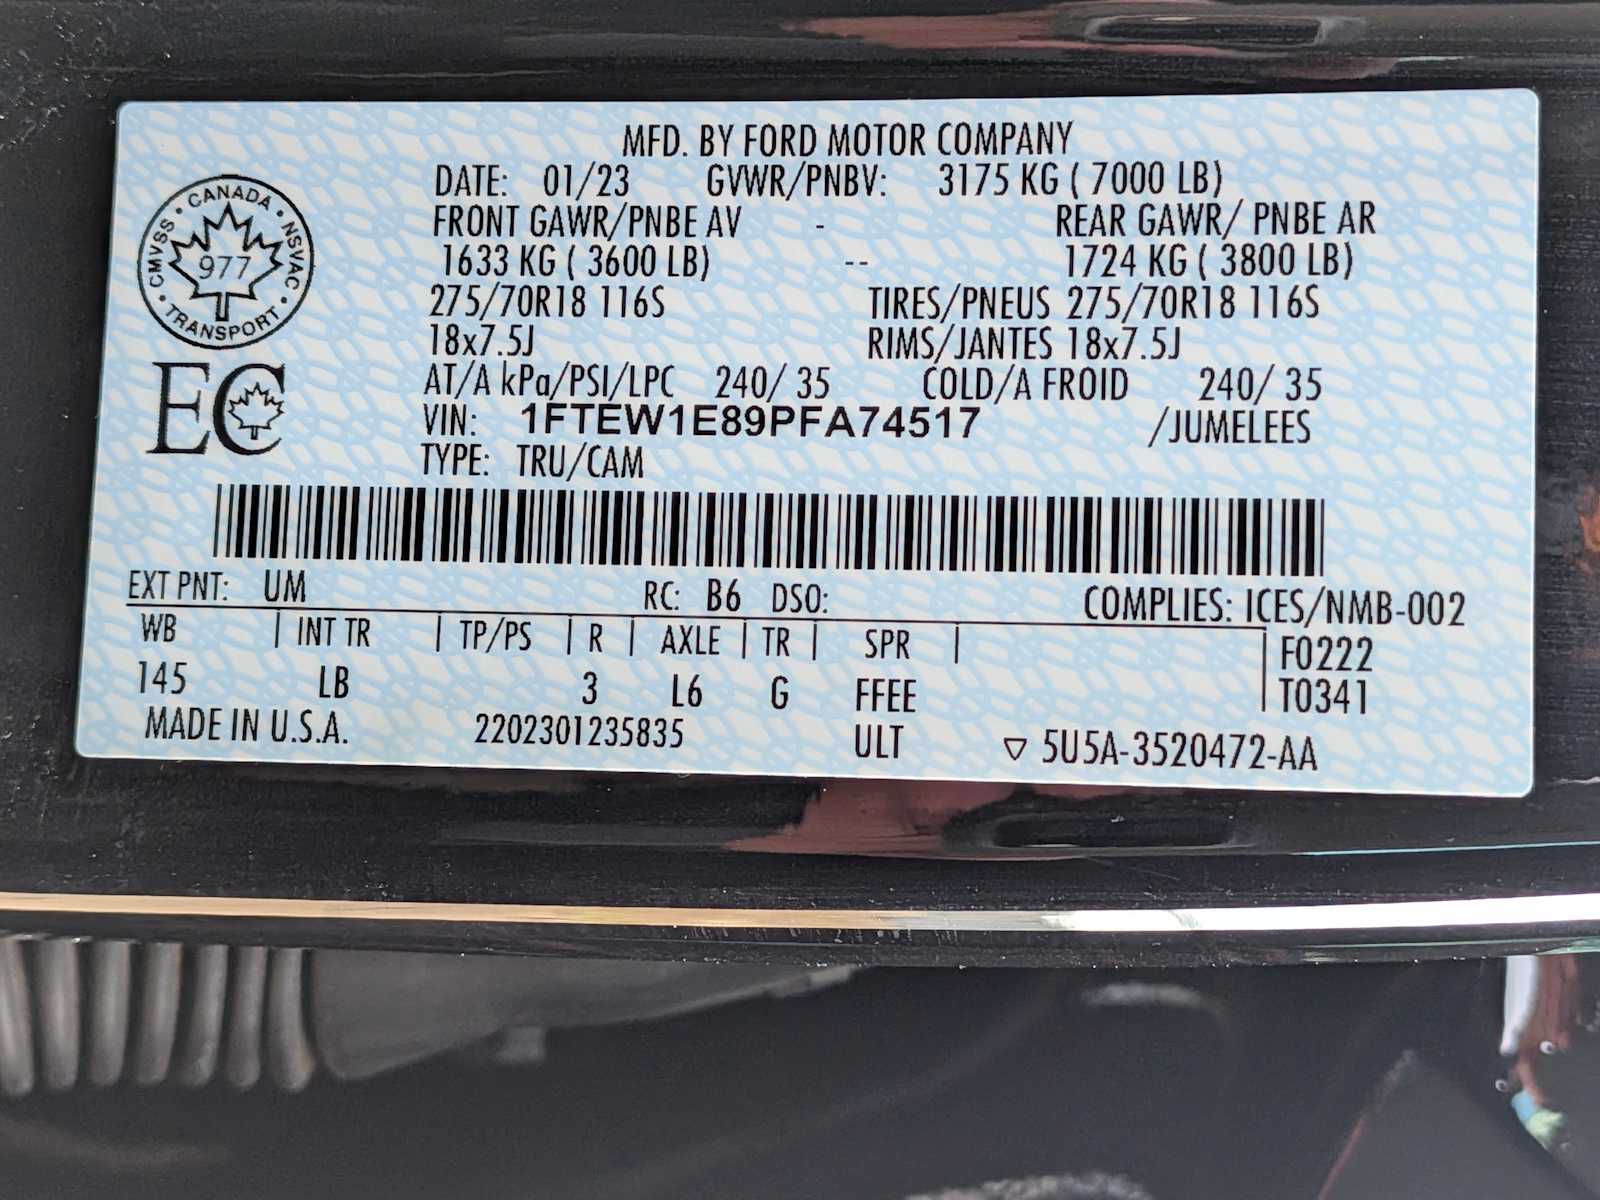 MFD. BY FORD MOTOR COMPANY
DATE: 01/23 GVWR/PNBV: 3175 KG ( 7000 LB)
FRONT GAWR/PNBE AV - REAR GAWR/ PNBE AR
1633 KG ( 3600 LB) -- 1724 KG ( 3800 LB)
275/70R18 116S TIRES/PNEUS 275/70R18 116S
18x7.5J RIMS/JANTES 18x7.5J
AT/A kPa/PSI/LPC 240/ 35 COLD/A FROID 240/ 35
VIN: 1FTEW1E89PFA74517 /JUMELEES
TYPE: TRU/CAM
CANADA • NSVAC • TRANSPORT • CMVSS •
977
EC
EXT PNT: UM RC: B6 DSO: COMPLIES: ICES/NMB-002
WB | INT TR | TP/PS | R | AXLE | TR | SPR | F0222
145 LB 3 L6 G FFEE T0341
MADE IN U.S.A. 2202301235835 ULT ▽ 5U5A-3520472-AA